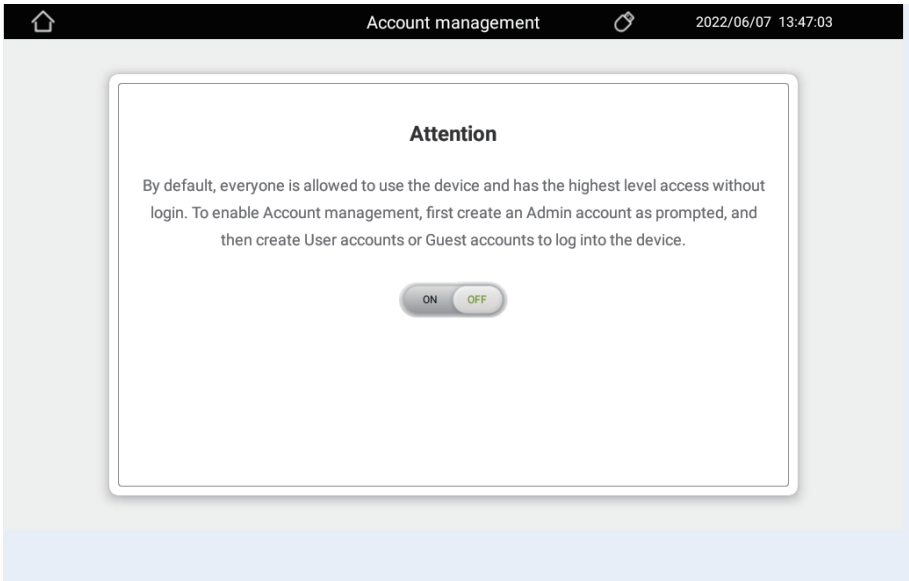 Account management
2022/06/07 13:47:03
Attention
By default, everyone is allowed to use the device and has the highest level access without
login. To enable Account management, first create an Admin account as prompted, and
then create User accounts or Guest accounts to log into the device.
ON OFF